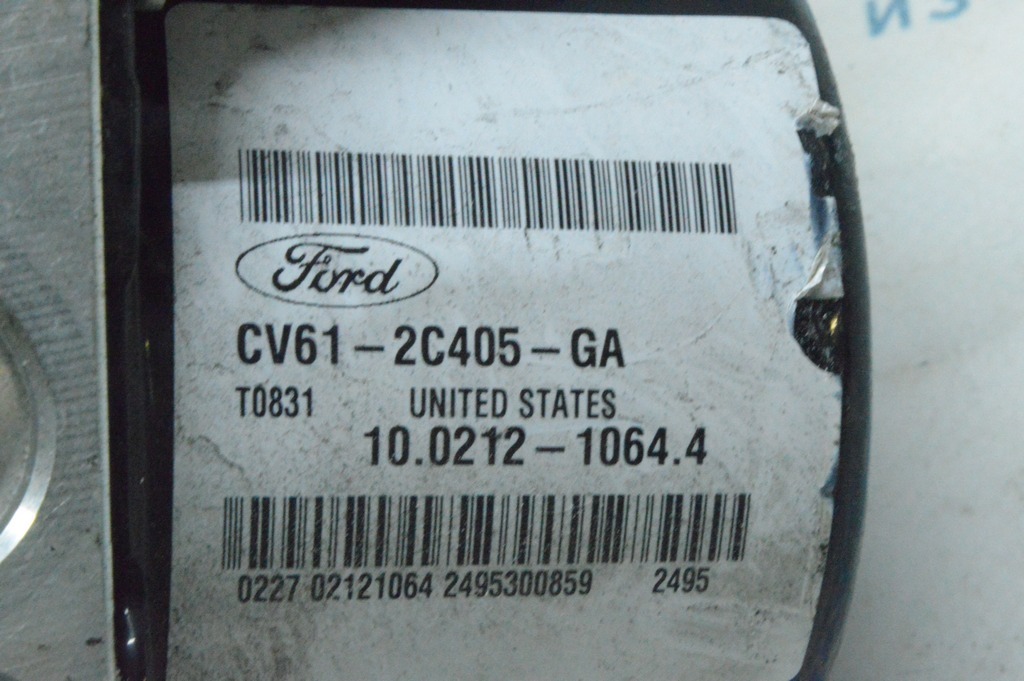 Ford
CV61-2C405-GA
T0831 UNITED STATES
10.0212-1064.4
0227 02121064 2495300859 2495